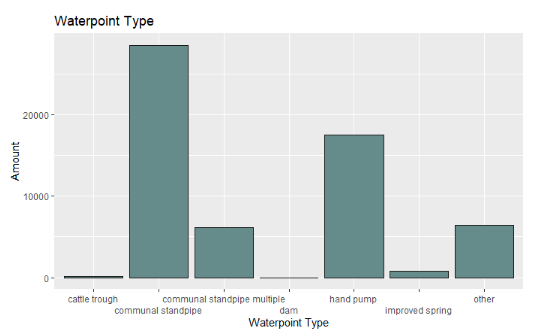 Waterpoint Type
Amount
20000
10000
0
cattle trough
communal standpipe
communal standpipe multiple
dam
hand pump
improved spring
other
Waterpoint Type